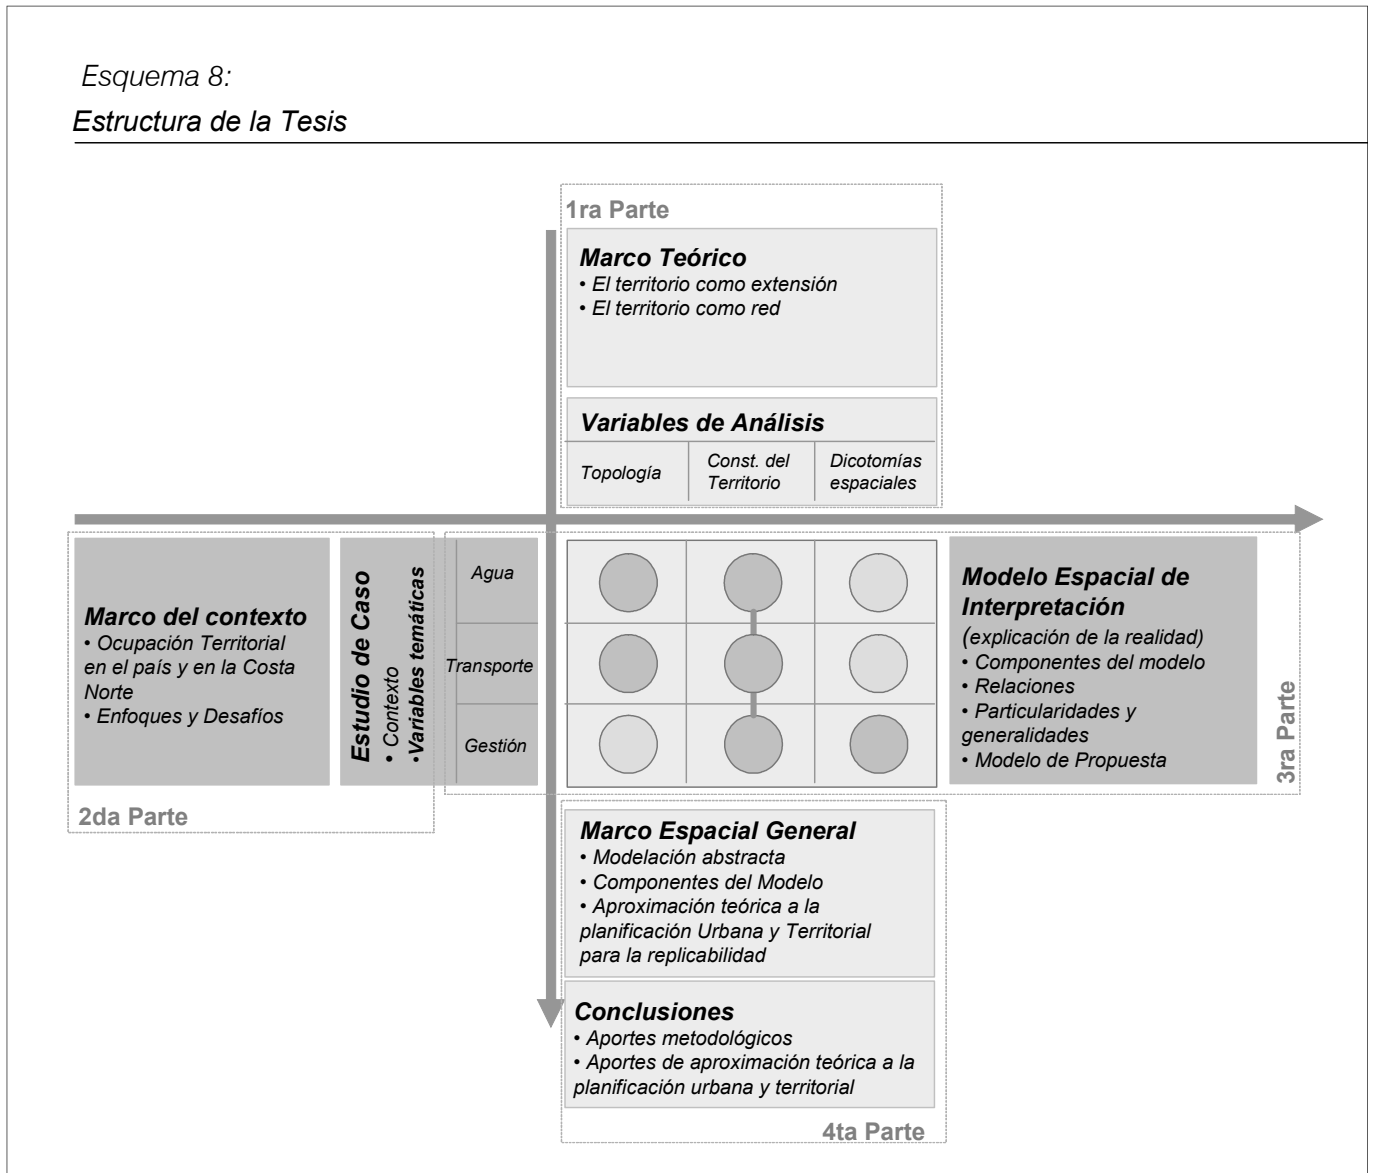 Esquema 8:
Estructura de la Tesis
1ra Parte
Marco Teórico
• El territorio como extensión
• El territorio como red
Variables de Análisis
Topología
Const. del
Territorio
Dicotomías
espaciales
Marco del contexto
• Ocupación Territorial
en el país y en la Costa
Norte
• Enfoques y Desafíos
2da Parte
Estudio de Caso
• Contexto
•Variables temáticas
Agua
Transporte
Gestión
Modelo Espacial de
Interpretación
(explicación de la realidad)
• Componentes del modelo
• Relaciones
• Particularidades y
generalidades
• Modelo de Propuesta
3ra Parte
Marco Espacial General
• Modelación abstracta
• Componentes del Modelo
• Aproximación teórica a la
planificación Urbana y Territorial
para la replicabilidad
Conclusiones
• Aportes metodológicos
• Aportes de aproximación teórica a la
planificación urbana y territorial
4ta Parte